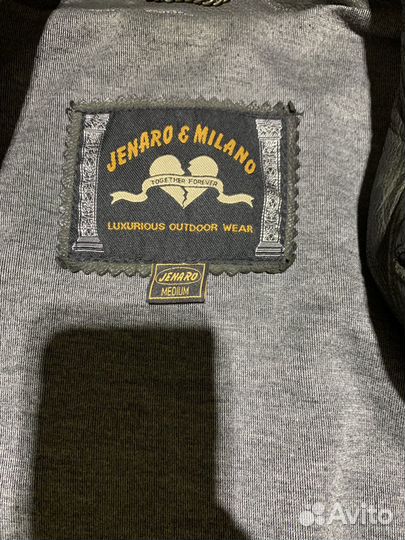 JENARO & MILANO
TOGETHER FOREVER
LUXURIOUS OUTDOOR WEAR
JENARO
MEDIUM
Avito